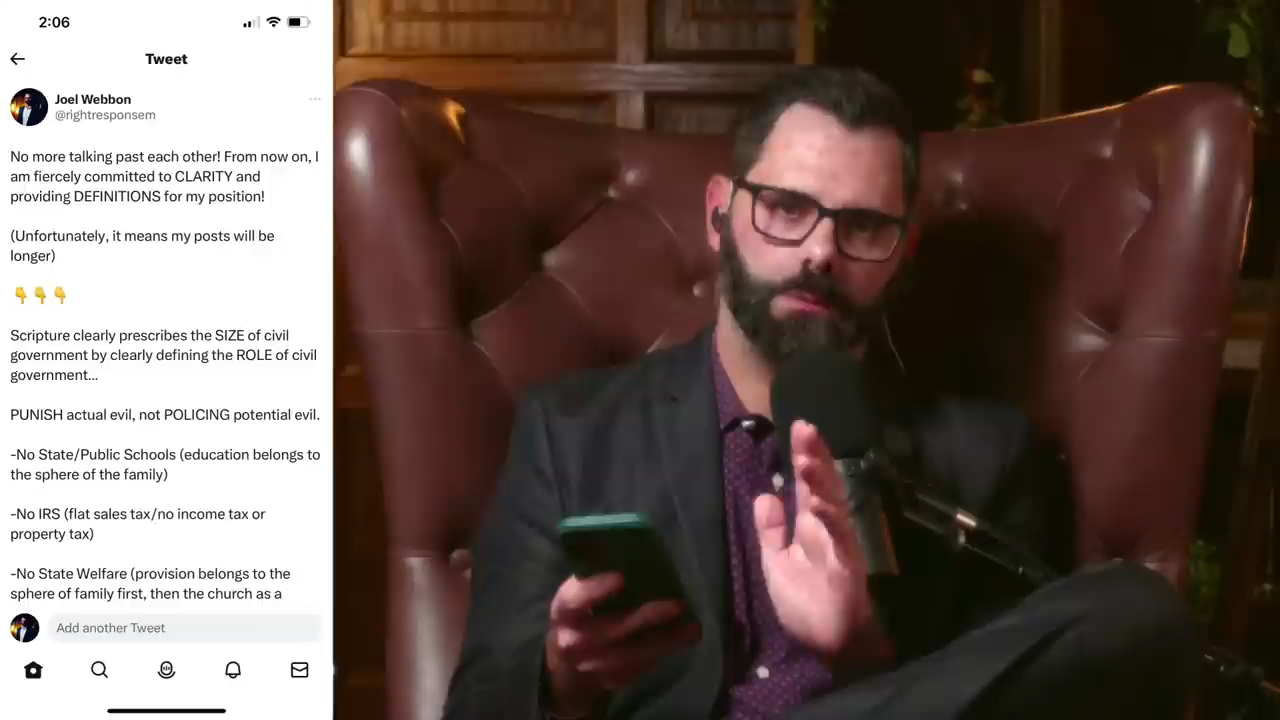 2:06
Tweet
Joel Webbon
@rightresponsem
No more talking past each other! From now on, I
am fiercely committed to CLARITY and
providing DEFINITIONS for my position!
(Unfortunately, it means my posts will be
longer)
👇👇👇
Scripture clearly prescribes the SIZE of civil
government by clearly defining the ROLE of civil
government...
PUNISH actual evil, not POLICING potential evil.
-No State/Public Schools (education belongs to
the sphere of the family)
-No IRS (flat sales tax/no income tax or
property tax)
-No State Welfare (provision belongs to the
sphere of family first, then the church as a
Add another Tweet